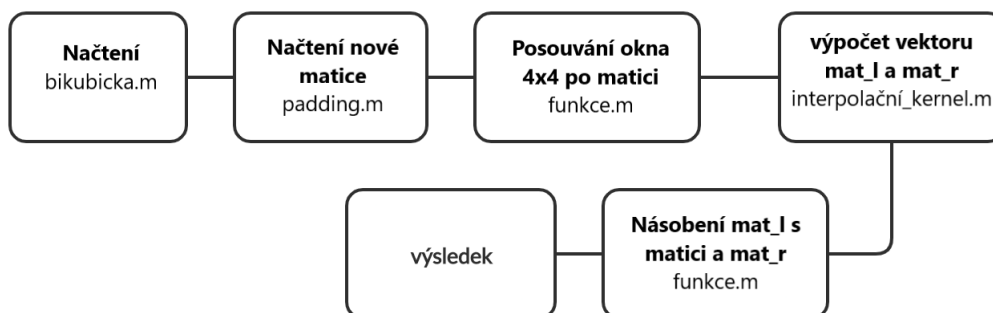 Načtení
bikubicka.m
Načtení nové
matice
padding.m
Posouvání okna
4x4 po matici
funkce.m
výpočet vektoru
mat_l a mat_r
interpolační_kernel.m
Násobení mat_l s
matici a mat_r
funkce.m
výsledek